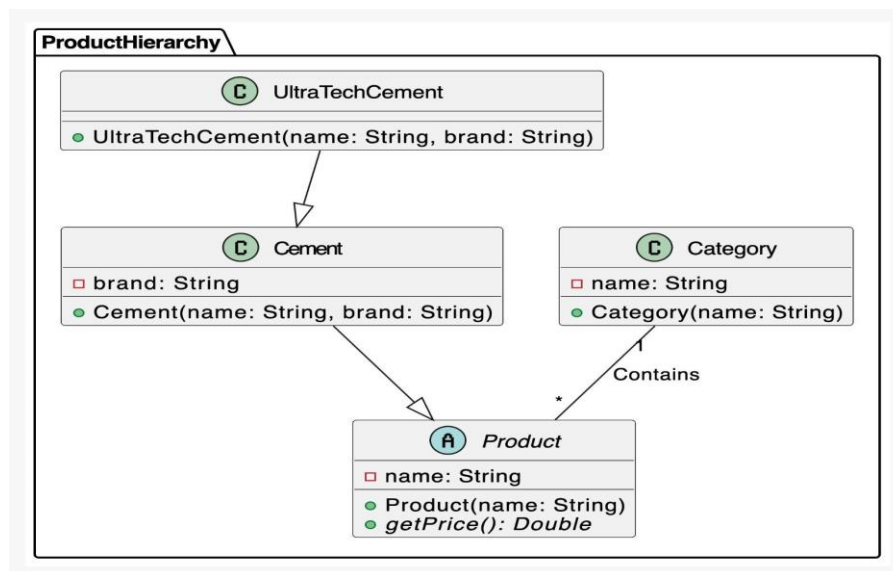 ProductHierarchy
C UltraTechCement
UltraTechCement(name: String, brand: String)
C Cement
brand: String
Cement(name: String, brand: String)
C Category
name: String
Category(name: String)
1
Contains
*
A Product
name: String
Product(name: String)
getPrice(): Double